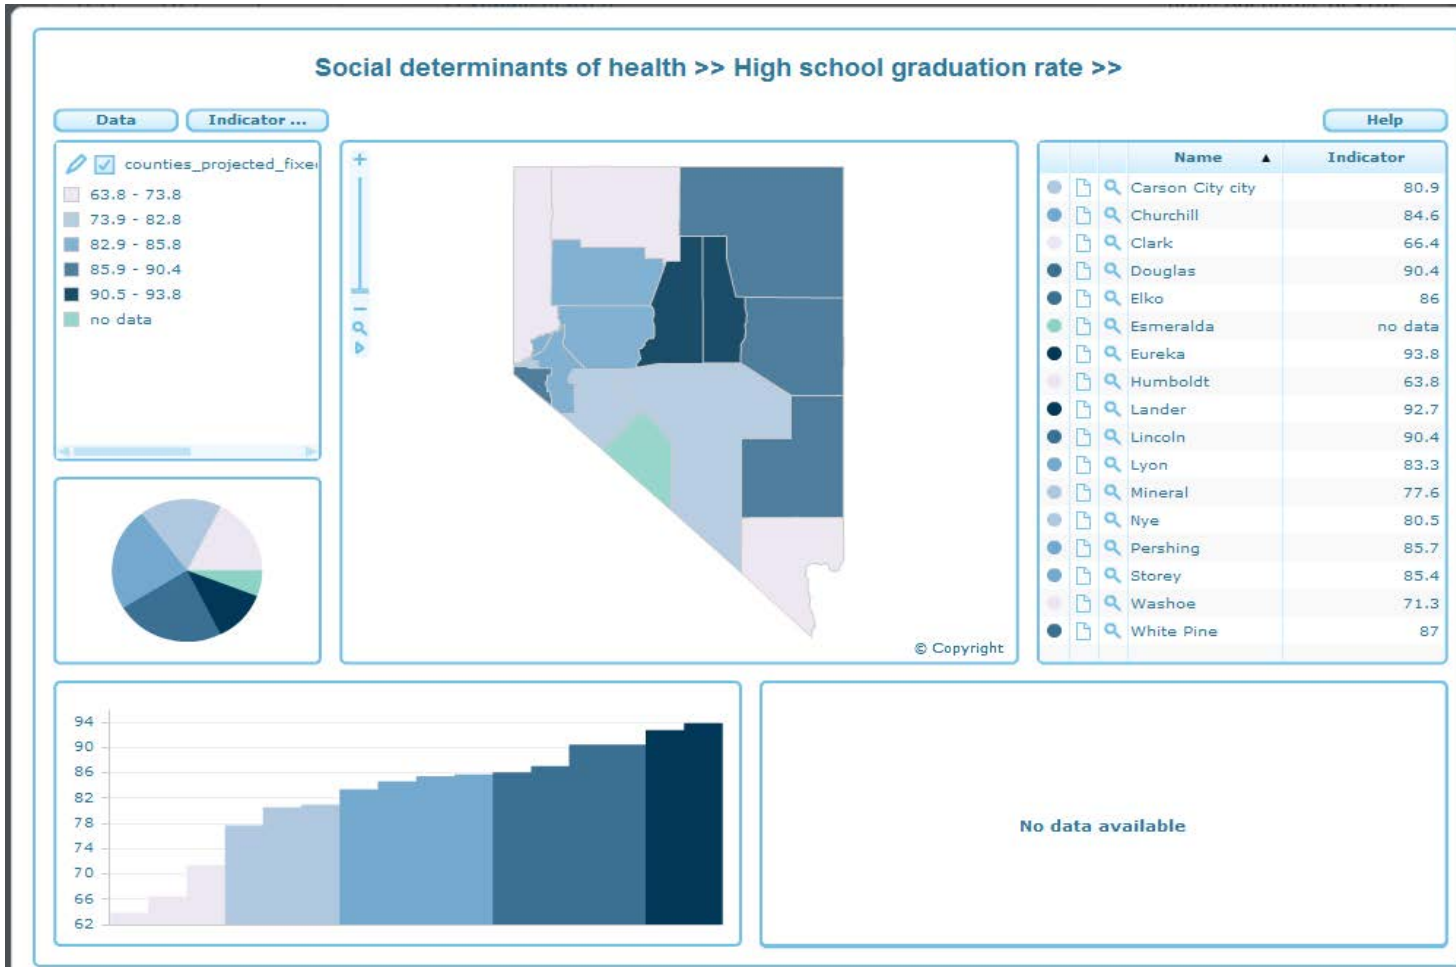 Social determinants of health >> High school graduation rate >>
Data
Indicator ...
Help
counties_projected_fixe
63.8 - 73.8
73.9 - 82.8
82.9 - 85.8
85.9 - 90.4
90.5 - 93.8
no data
© Copyright
Name ▲ Indicator
Carson City city 80.9
Churchill 84.6
Clark 66.4
Douglas 90.4
Elko 86
Esmeralda no data
Eureka 93.8
Humboldt 63.8
Lander 92.7
Lincoln 90.4
Lyon 83.3
Mineral 77.6
Nye 80.5
Pershing 85.7
Storey 85.4
Washoe 71.3
White Pine 87
94
90
86
82
78
74
70
66
62
No data available